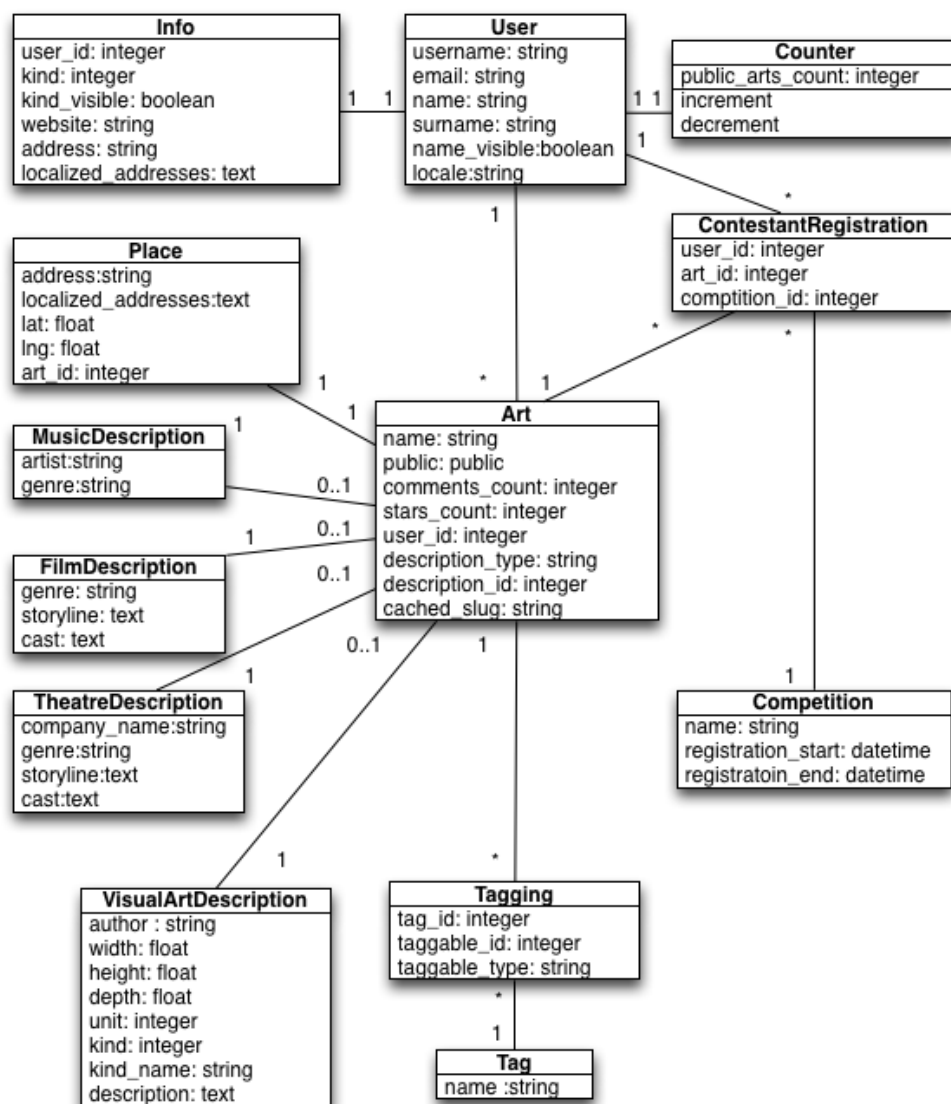 Info
user_id: integer
kind: integer
kind_visible: boolean
website: string
address: string
localized_addresses: text
1
1
User
username: string
email: string
name: string
surname: string
name_visible:boolean
locale:string
1 1
Counter
public_arts_count: integer
increment
decrement
1
*
ContestantRegistration
user_id: integer
art_id: integer
comptition_id: integer
1
*
Place
address:string
localized_addresses:text
lat: float
lng: float
art_id: integer
1
1
*
1
*
1
Art
name: string
public: public
comments_count: integer
stars_count: integer
user_id: integer
description_type: string
description_id: integer
cached_slug: string
MusicDescription
artist:string
genre:string
1
0..1
FilmDescription
genre: string
storyline: text
cast: text
1
0..1
TheatreDescription
company_name:string
genre:string
storyline:text
cast:text
1
0..1
0..1
1
1
*
Competition
name: string
registration_start: datetime
registratoin_end: datetime
VisualArtDescription
author : string
width: float
height: float
depth: float
unit: integer
kind: integer
kind_name: string
description: text
1
Tagging
tag_id: integer
taggable_id: integer
taggable_type: string
*
1
Tag
name :string